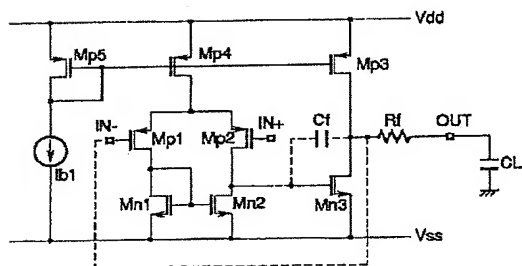 Vdd
Mp5
Mp4
Mp3
IN-
Mp1
Mp2
IN+
Cf
Rf
OUT
CL
Ib1
Mn1
Mn2
Mn3
Vss